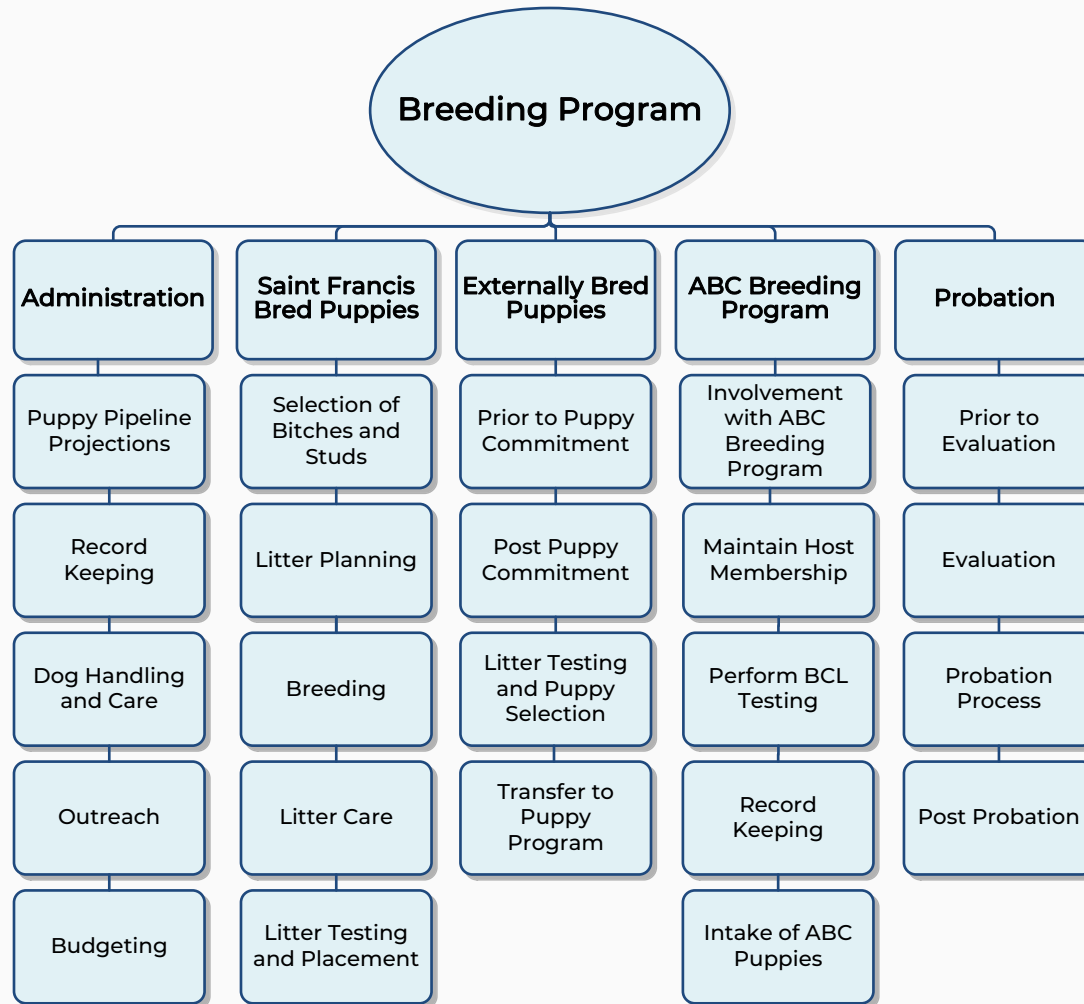 Breeding Program
Administration
Saint Francis
Bred Puppies
Externally Bred
Puppies
ABC Breeding
Program
Probation
Puppy Pipeline
Projections
Record
Keeping
Dog Handling
and Care
Outreach
Budgeting
Selection of
Bitches and
Studs
Litter Planning
Breeding
Litter Care
Litter Testing
and Placement
Prior to Puppy
Commitment
Post Puppy
Commitment
Litter Testing
and Puppy
Selection
Transfer to
Puppy
Program
Involvement
with ABC
Breeding
Program
Maintain Host
Membership
Perform BCL
Testing
Record
Keeping
Intake of ABC
Puppies
Prior to
Evaluation
Evaluation
Probation
Process
Post Probation